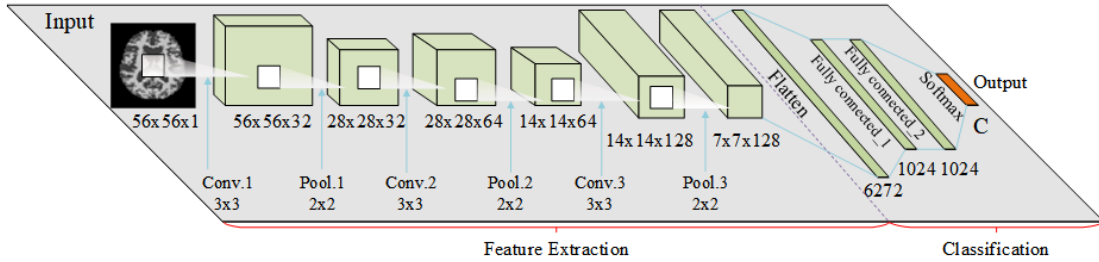 Input
56x56x1
56x56x32
28x28x32
28x28x64
14x14x64
14x14x128
7x7x128
Conv.1
3x3
Pool.1
2x2
Conv.2
3x3
Pool.2
2x2
Conv.3
3x3
Pool.3
2x2
Flatten
6272
Fully connected_1
1024
Fully connected_2
1024
Softmax
Output
C
Feature Extraction
Classification